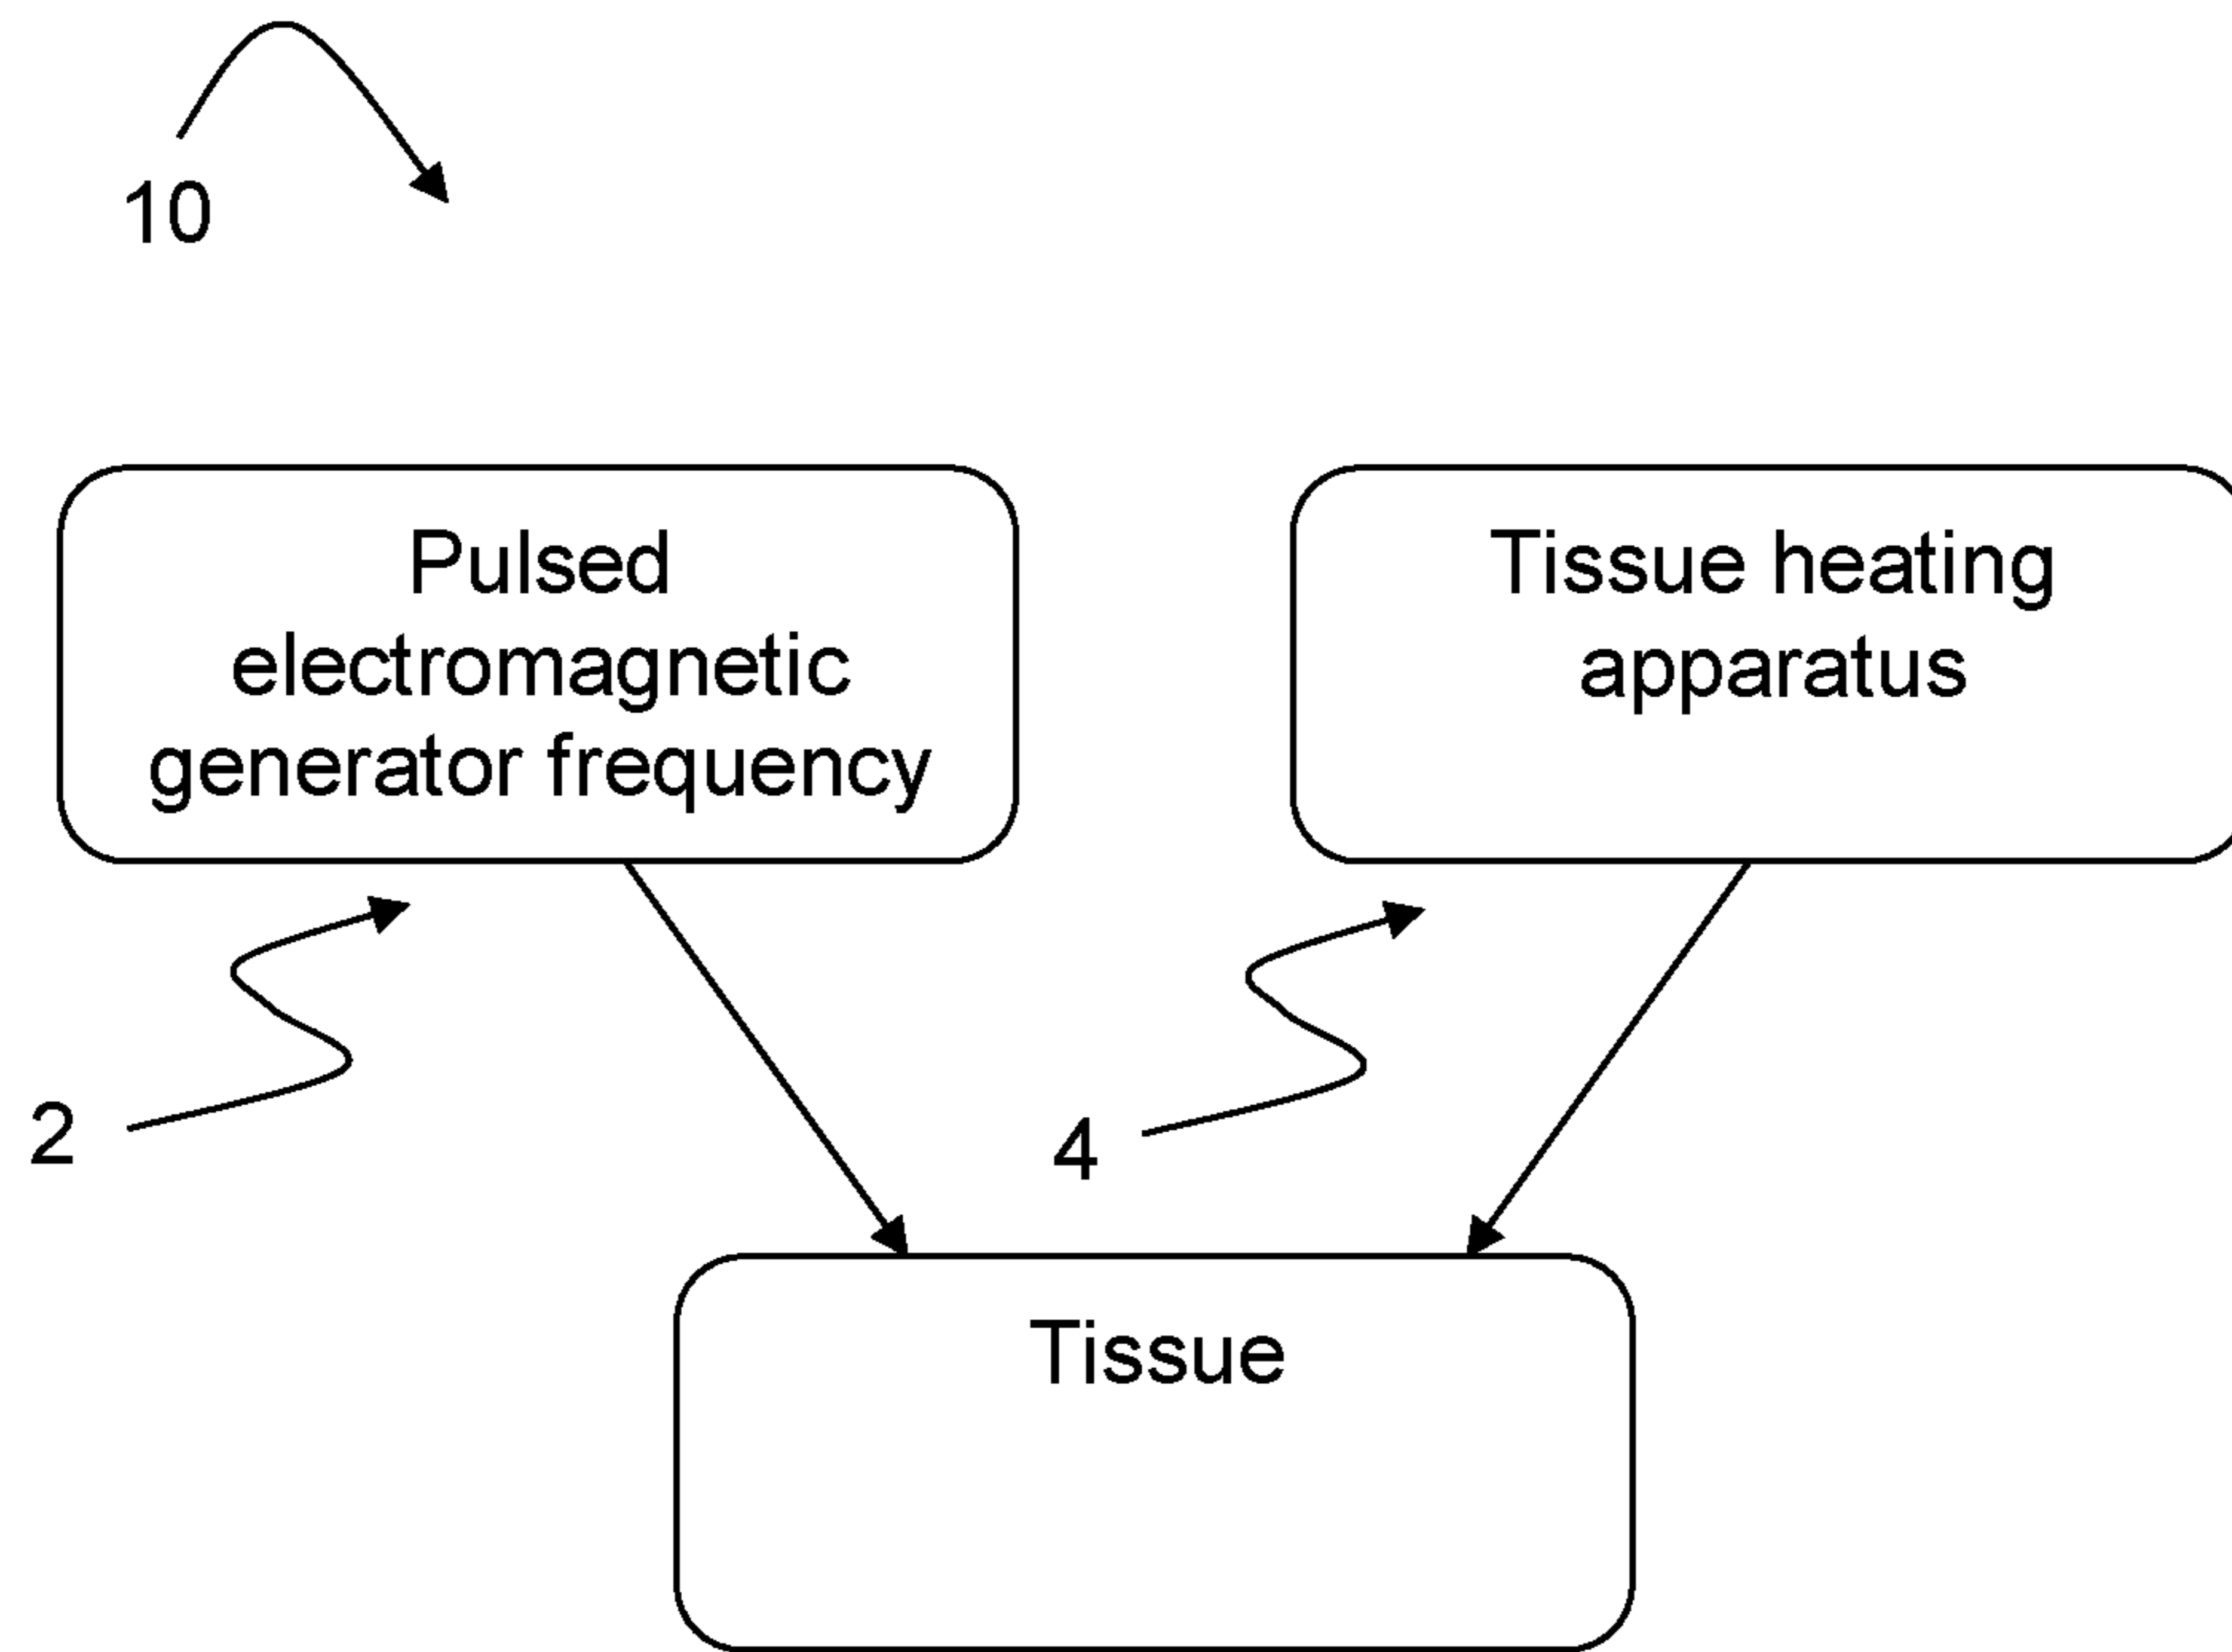 10
Pulsed
electromagnetic
generator frequency
Tissue heating
apparatus
2
4
Tissue